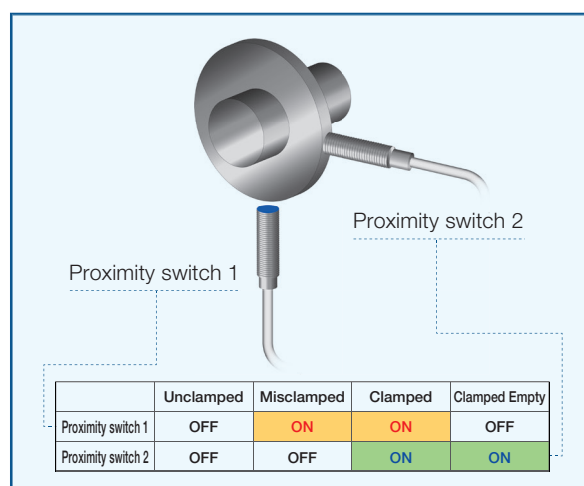 Proximity switch 2
Proximity switch 1
Unclamped Misclamped Clamped Clamped Empty
Proximity switch 1 OFF ON ON OFF
Proximity switch 2 OFF OFF ON ON